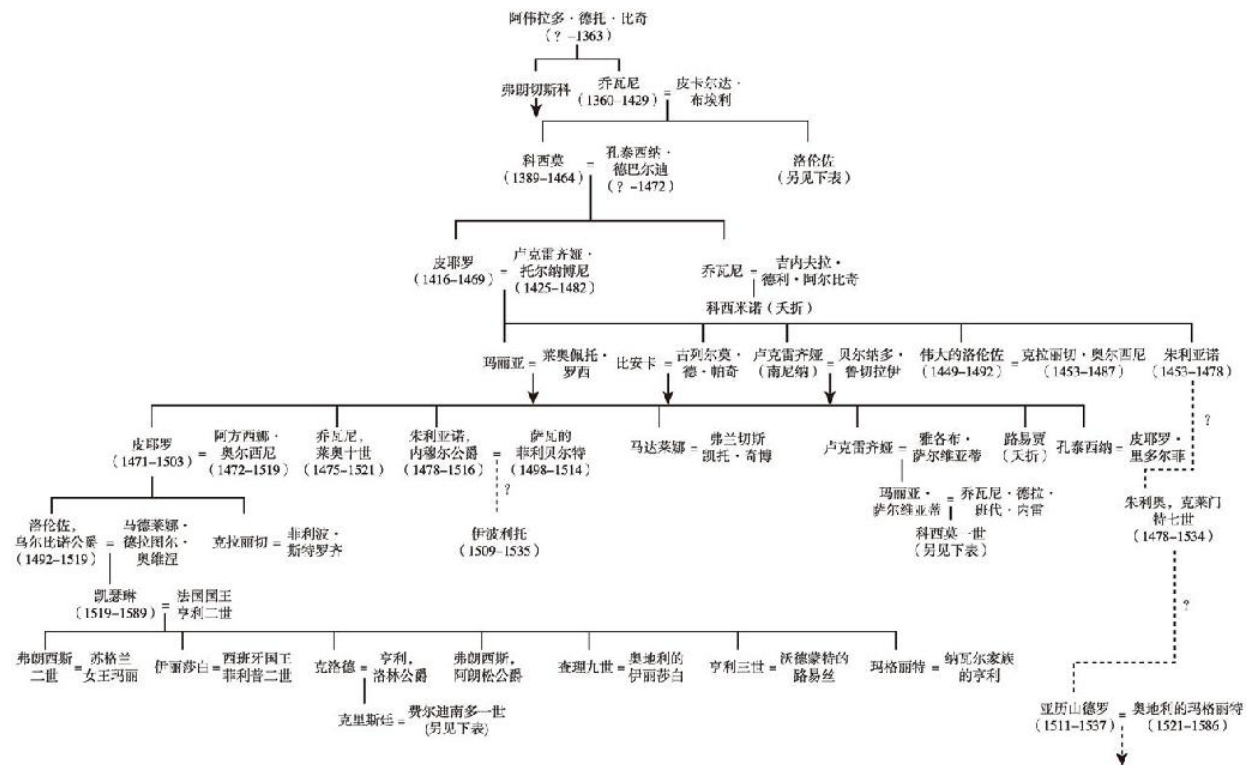 阿伟拉多·德托·比奇
(？-1363)
弗朗切斯科
乔瓦尼
(1360-1429)
=
皮卡尔达·
布埃利
科西莫
(1389-1464)
=
孔泰西纳·
德巴尔迪
(？-1472)
洛伦佐
(另见下表)
皮耶罗
(1416-1469)
=
卢克雷齐娅·
托尔纳博尼
(1425-1482)
乔瓦尼
=
吉内夫拉·
德利·阿尔比奇
科西米诺(夭折)
玛丽亚
=
莱奥佩托·
罗西
比安卡
=
古列尔莫·
德·帕奇
卢克雷齐娅
(南尼纳)
=
贝尔纳多·
鲁切拉伊
伟大的洛伦佐
(1449-1492)
=
克拉丽切·奥尔西尼
(1453-1487)
朱利亚诺
(1453-1478)
?
皮耶罗
(1471-1503)
=
阿方西娜·
奥尔西尼
(1472-1519)
乔瓦尼，
莱奥十世
(1475-1521)
朱利亚诺，
内穆尔公爵
(1478-1516)
=
萨瓦的
菲利贝尔特
(1498-1514)
?
马达莱娜
=
弗兰切斯
凯托·奇博
卢克雷齐娅
=
雅各布·
萨尔维亚蒂
路易贾
(夭折)
孔泰西纳
=
皮耶罗·
里多尔菲
玛丽亚·
萨尔维亚蒂
=
乔瓦尼·德拉·
班代·内雷
科西莫一世
(另见下表)
朱利奥，克莱门
特七世
(1478-1534)
洛伦佐，
乌尔比诺公爵
(1492-1519)
=
马德莱娜·
德拉图尔·
奥维涅
克拉丽切
=
菲利波·
斯特罗齐
伊波利托
(1509-1535)
?
凯瑟琳
(1519-1589)
=
法国国王
亨利二世
弗朗西斯
二世
=
苏格兰
女王玛丽
伊丽莎白
=
西班牙国王
菲利普二世
克洛德
=
亨利，
洛林公爵
弗朗西斯，
阿朗松公爵
查理九世
=
奥地利的
伊丽莎白
亨利三世
=
沃德蒙特的
路易丝
玛格丽特
=
纳瓦尔家族
的亨利
克里斯廷
=
费尔迪南多一世
(另见下表)
亚历山德罗
(1511-1537)
=
奥地利的玛格丽特
(1521-1586)